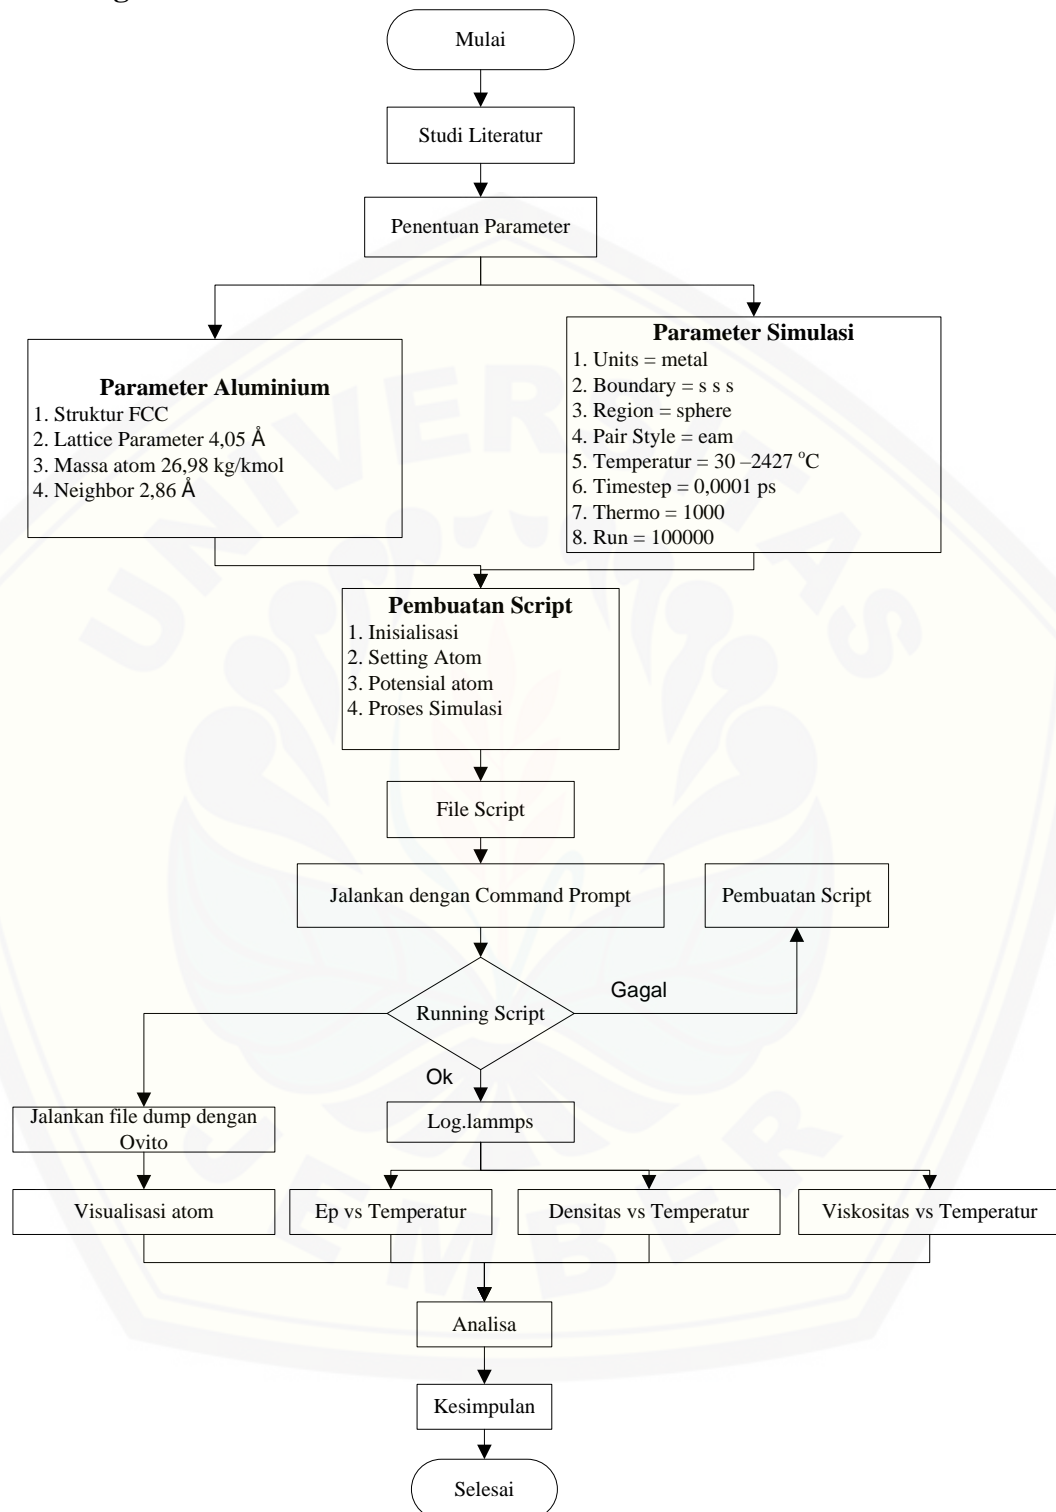 Mulai
Studi Literatur
Penentuan Parameter
Parameter Aluminium
1. Struktur FCC
2. Lattice Parameter 4,05 Å
3. Massa atom 26,98 kg/kmol
4. Neighbor 2,86 Å
Parameter Simulasi
1. Units = metal
2. Boundary = s s s
3. Region = sphere
4. Pair Style = eam
5. Temperatur = 30 –2427 °C
6. Timestep = 0,0001 ps
7. Thermo = 1000
8. Run = 100000
Pembuatan Script
1. Inisialisasi
2. Setting Atom
3. Potensial atom
4. Proses Simulasi
File Script
Jalankan dengan Command Prompt
Pembuatan Script
Running Script
Gagal
Ok
Jalankan file dump dengan
Ovito
Log.lammps
Visualisasi atom
Ep vs Temperatur
Densitas vs Temperatur
Viskositas vs Temperatur
Analisa
Kesimpulan
Selesai
UNIVERSITAS
JEMBER